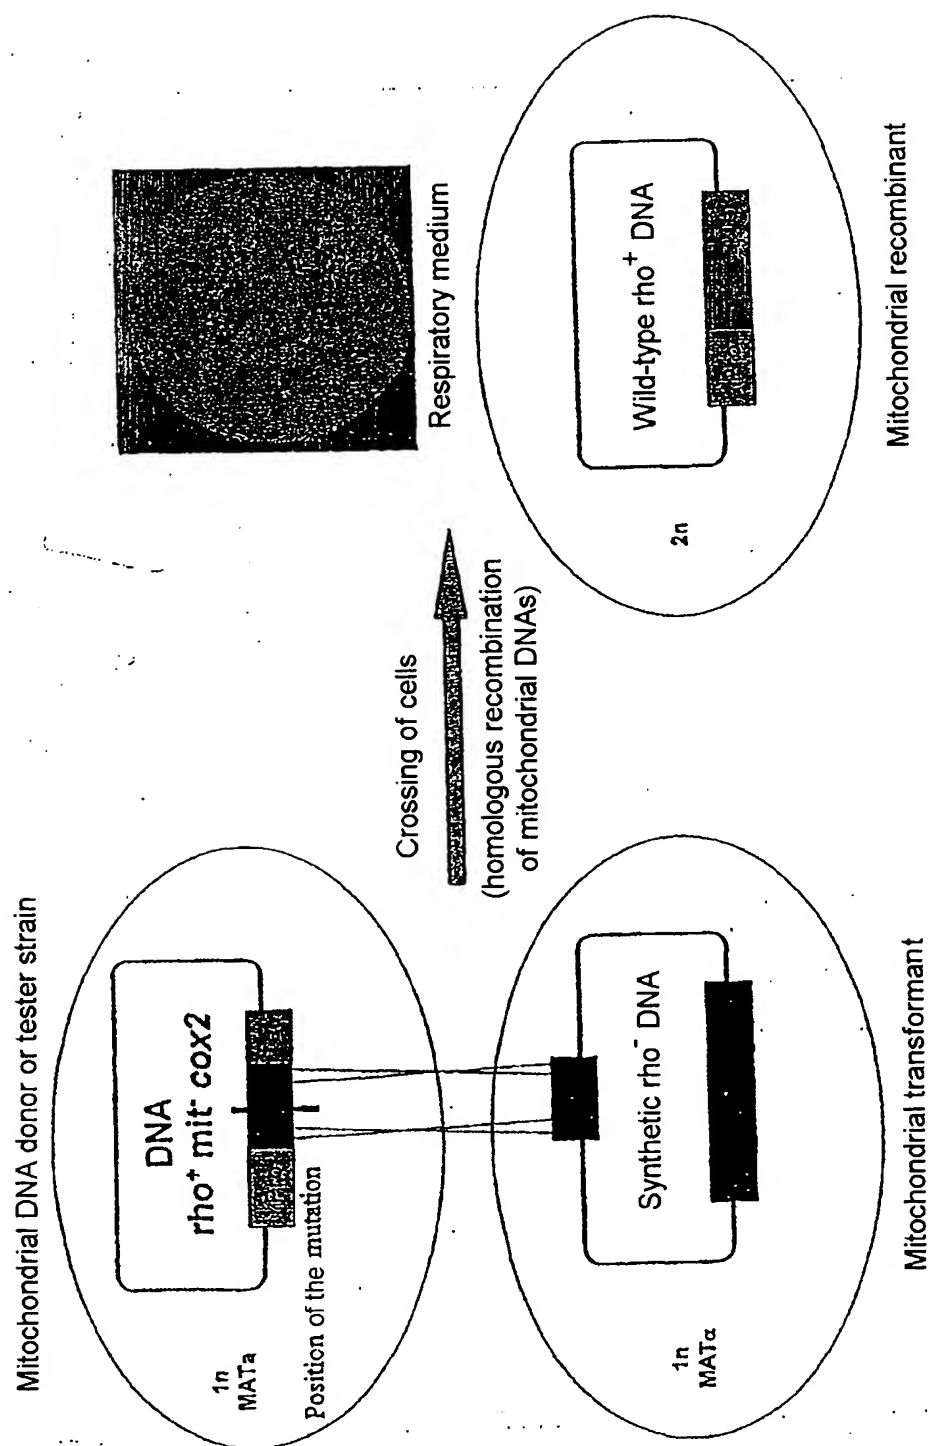 Mitochondrial DNA donor or tester strain
1n
MATa
DNA
rho+ mit- cox2
Position of the mutation
1n
MATα
Synthetic rho- DNA
Mitochondrial transformant
Crossing of cells
(homologous recombination
of mitochondrial DNAs)
Respiratory medium
2n
Wild-type rho+ DNA
Mitochondrial recombinant